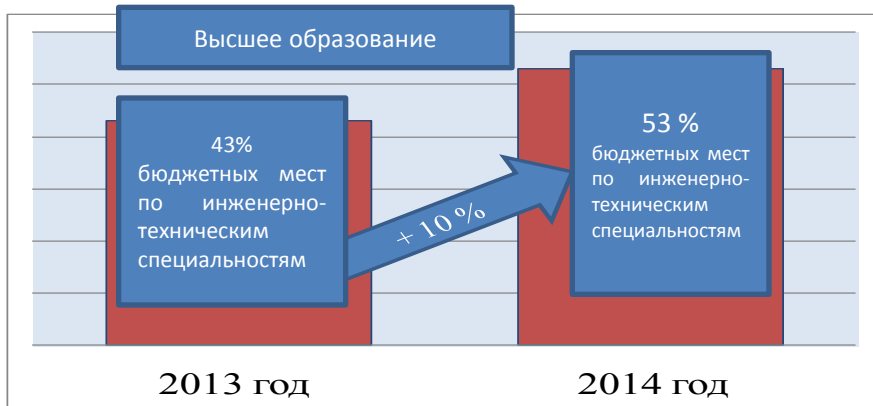 Высшее образование
43%
бюджетных мест
по инженерно-
техническим
специальностям
+ 10 %
53 %
бюджетных мест
по инженерно-
техническим
специальностям
2013 год
2014 год